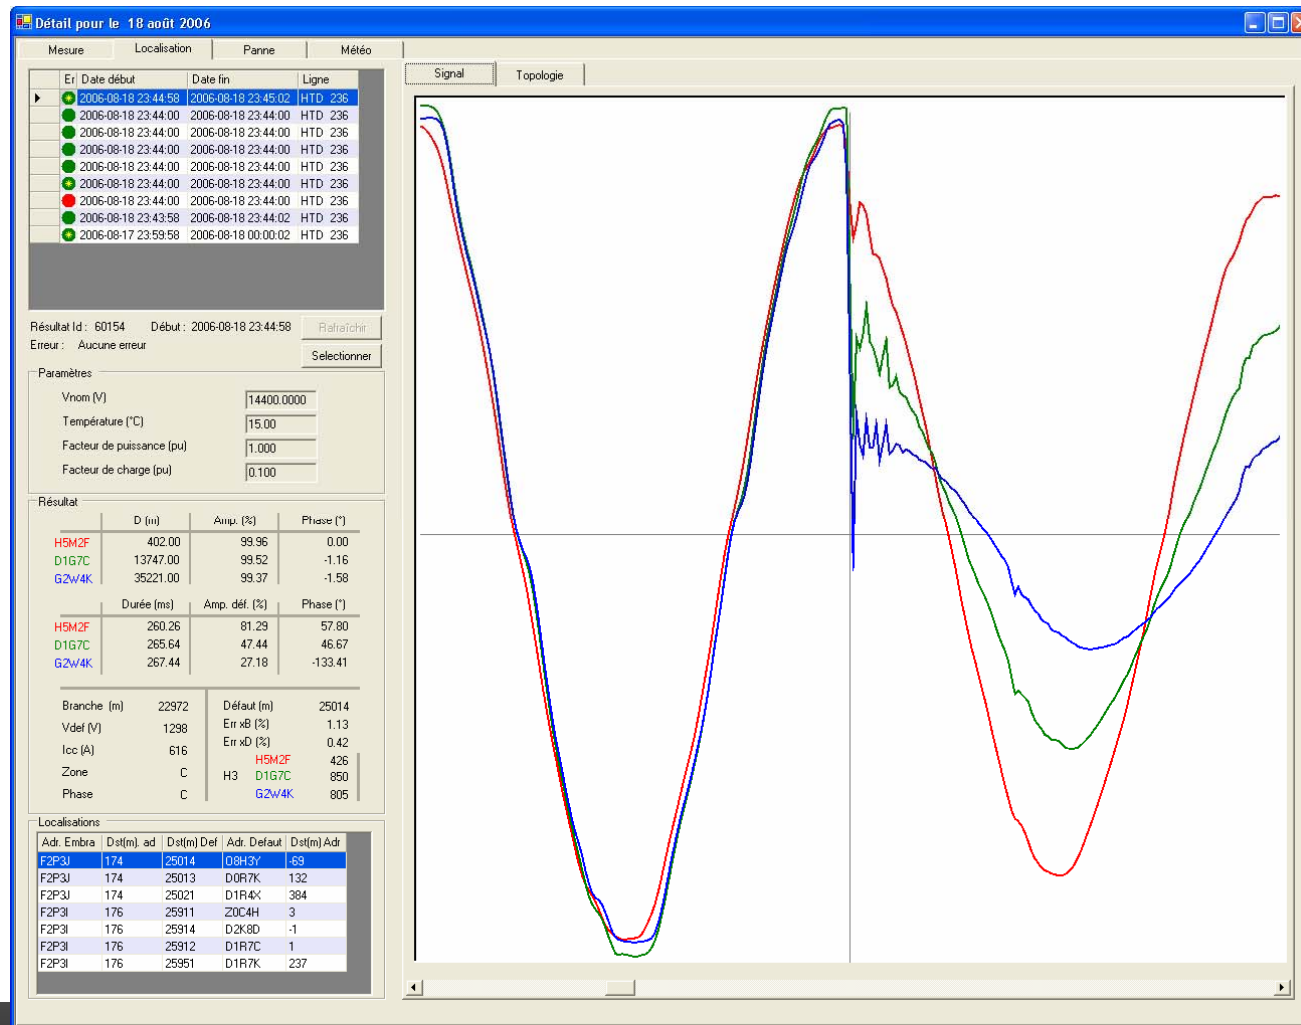 Détail pour le 18 août 2006
Mesure Localisation Panne Météo
Signal Topologie
Er Date début Date fin Ligne
2006-08-18 23:44:58 2006-08-18 23:45:02 HTD 236
2006-08-18 23:44:00 2006-08-18 23:44:00 HTD 236
2006-08-18 23:44:00 2006-08-18 23:44:00 HTD 236
2006-08-18 23:44:00 2006-08-18 23:44:00 HTD 236
2006-08-18 23:44:00 2006-08-18 23:44:00 HTD 236
2006-08-18 23:44:00 2006-08-18 23:44:00 HTD 236
2006-08-18 23:44:00 2006-08-18 23:44:00 HTD 236
2006-08-18 23:43:58 2006-08-18 23:44:02 HTD 236
2006-08-17 23:59:58 2006-08-18 00:00:02 HTD 236
Résultat Id : 60154 Début : 2006-08-18 23:44:58 Rafraîchir
Erreur : Aucune erreur
Selectionner
Paramètres
Vnom (V) 14400.0000
Température (°C) 15.00
Facteur de puissance (pu) 1.000
Facteur de charge (pu) 0.100
Résultat
D (m) Amp. (%) Phase (°)
H5M2F 402.00 99.96 0.00
D1G7C 13747.00 99.52 -1.16
G2W4K 35221.00 99.37 -1.58
Durée (ms) Amp. déf. (%) Phase (°)
H5M2F 260.26 81.29 57.80
D1G7C 265.64 47.44 46.67
G2W4K 267.44 27.18 -133.41
Branche (m) 22972 Défaut (m) 25014
Vdef (V) 1298 Err xB (%) 1.13
Icc (A) 616 Err xD (%) 0.42
H5M2F 426
Zone C H3 D1G7C 850
Phase C G2W4K 805
Localisations
Adr. Embra Dst(m). ad Dst(m) Def Adr. Defaut Dst(m) Adr
F2P3J 174 25014 O8H3Y -69
F2P3J 174 25013 D0R7K 132
F2P3J 174 25021 D1R4X 384
F2P3I 176 25911 Z0C4H 3
F2P3I 176 25914 D2K8D -1
F2P3I 176 25912 D1R7C 1
F2P3I 176 25951 D1R7K 237